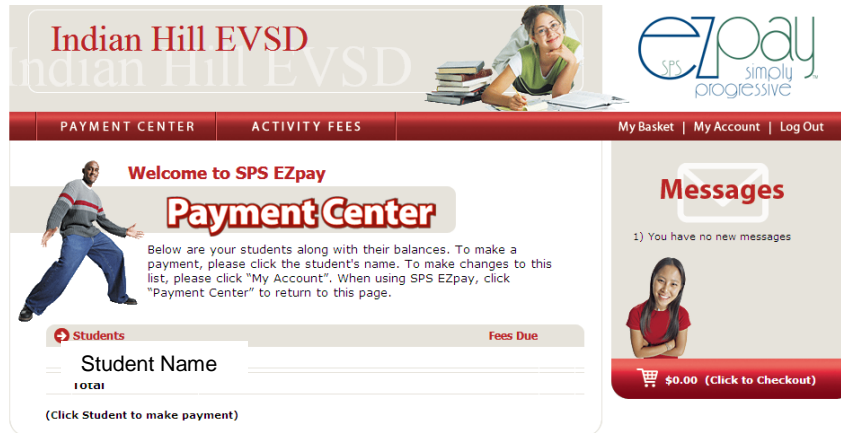 Indian Hill EVSD
Indian Hill EVSD
SPS EZpay simply progressive™
PAYMENT CENTER ACTIVITY FEES My Basket | My Account | Log Out
Welcome to SPS EZpay
Payment Center
Below are your students along with their balances. To make a
payment, please click the student's name. To make changes to this
list, please click “My Account”. When using SPS EZpay, click
“Payment Center” to return to this page.
Messages
1) You have no new messages
Students Fees Due
Student Name
Total
(Click Student to make payment)
$0.00 (Click to Checkout)